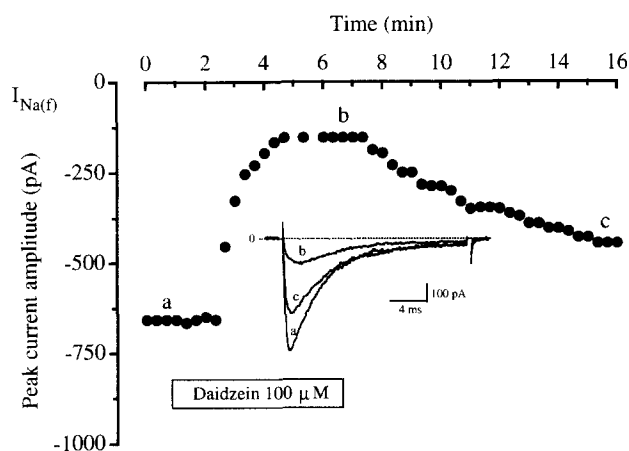 Time (min)
0 2 4 6 8 10 12 14 16
I Na(f)
Peak current amplitude (pA)
0
-250
-500
-750
-1000
a
b
c
0
b
c
a
100 pA
4 ms
Daidzein 100 μM